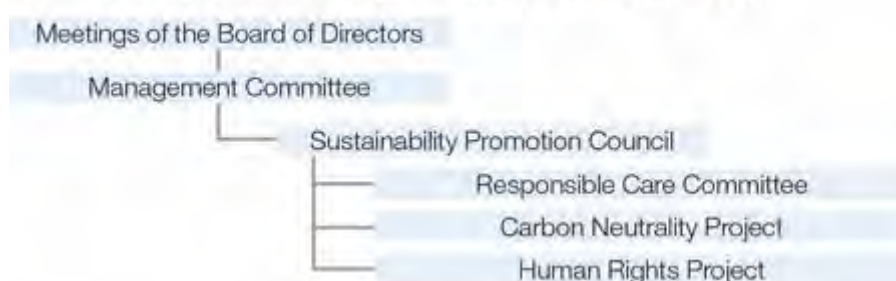 Meetings of the Board of Directors
Management Committee
Sustainability Promotion Council
Responsible Care Committee
Carbon Neutrality Project
Human Rights Project